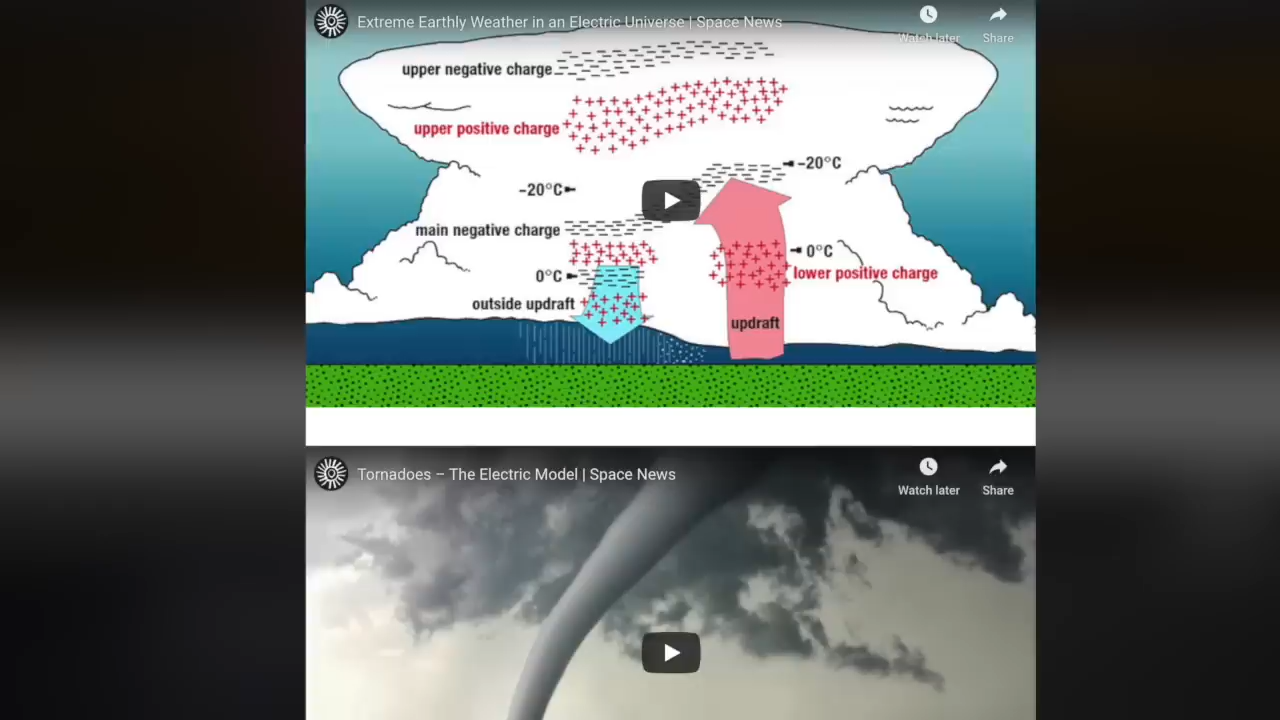 Extreme Earthly Weather in an Electric Universe | Space News
Watch later
Share
upper negative charge
upper positive charge
-20°C
-20°C
main negative charge
0°C
lower positive charge
0°C
outside updraft
updraft
Tornadoes – The Electric Model | Space News
Watch later
Share